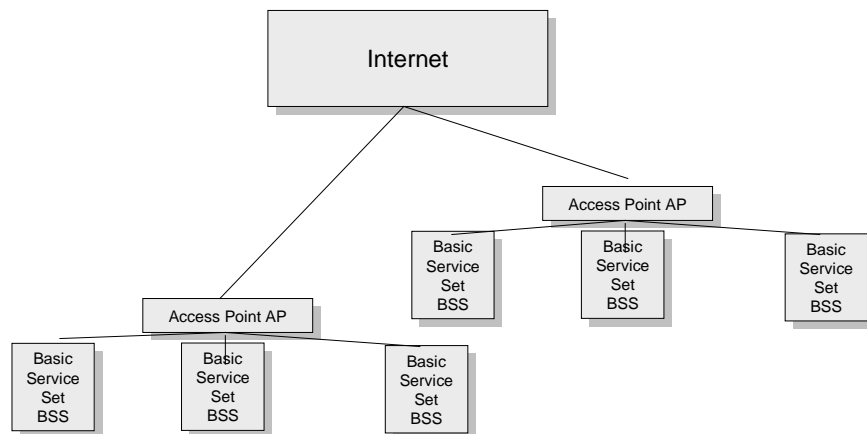 Internet
Access Point AP
Basic
Service
Set
BSS
Basic
Service
Set
BSS
Basic
Service
Set
BSS
Access Point AP
Basic
Service
Set
BSS
Basic
Service
Set
BSS
Basic
Service
Set
BSS